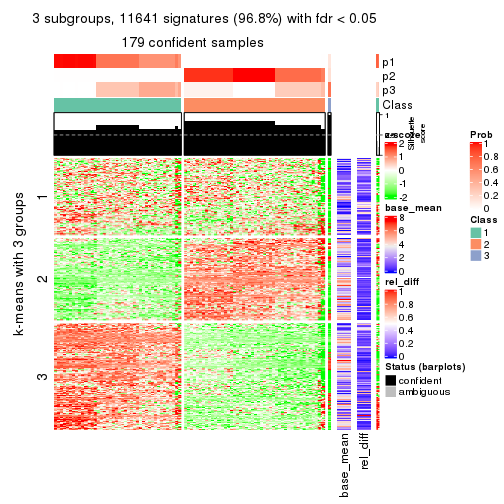 3 subgroups, 11641 signatures (96.8%) with fdr < 0.05
179 confident samples
p1
p2
p3
Class
1
Silhouette
score
k-means with 3 groups
1
2
3
z-score
2
1
0
-1
-2
base_mean
8
6
4
2
0
rel_diff
1
0.8
0.6
0.4
0.2
0
Status (barplots)
confident
ambiguous
Prob
1
0.8
0.6
0.4
0.2
0
Class
1
2
3
base_mean
rel_diff